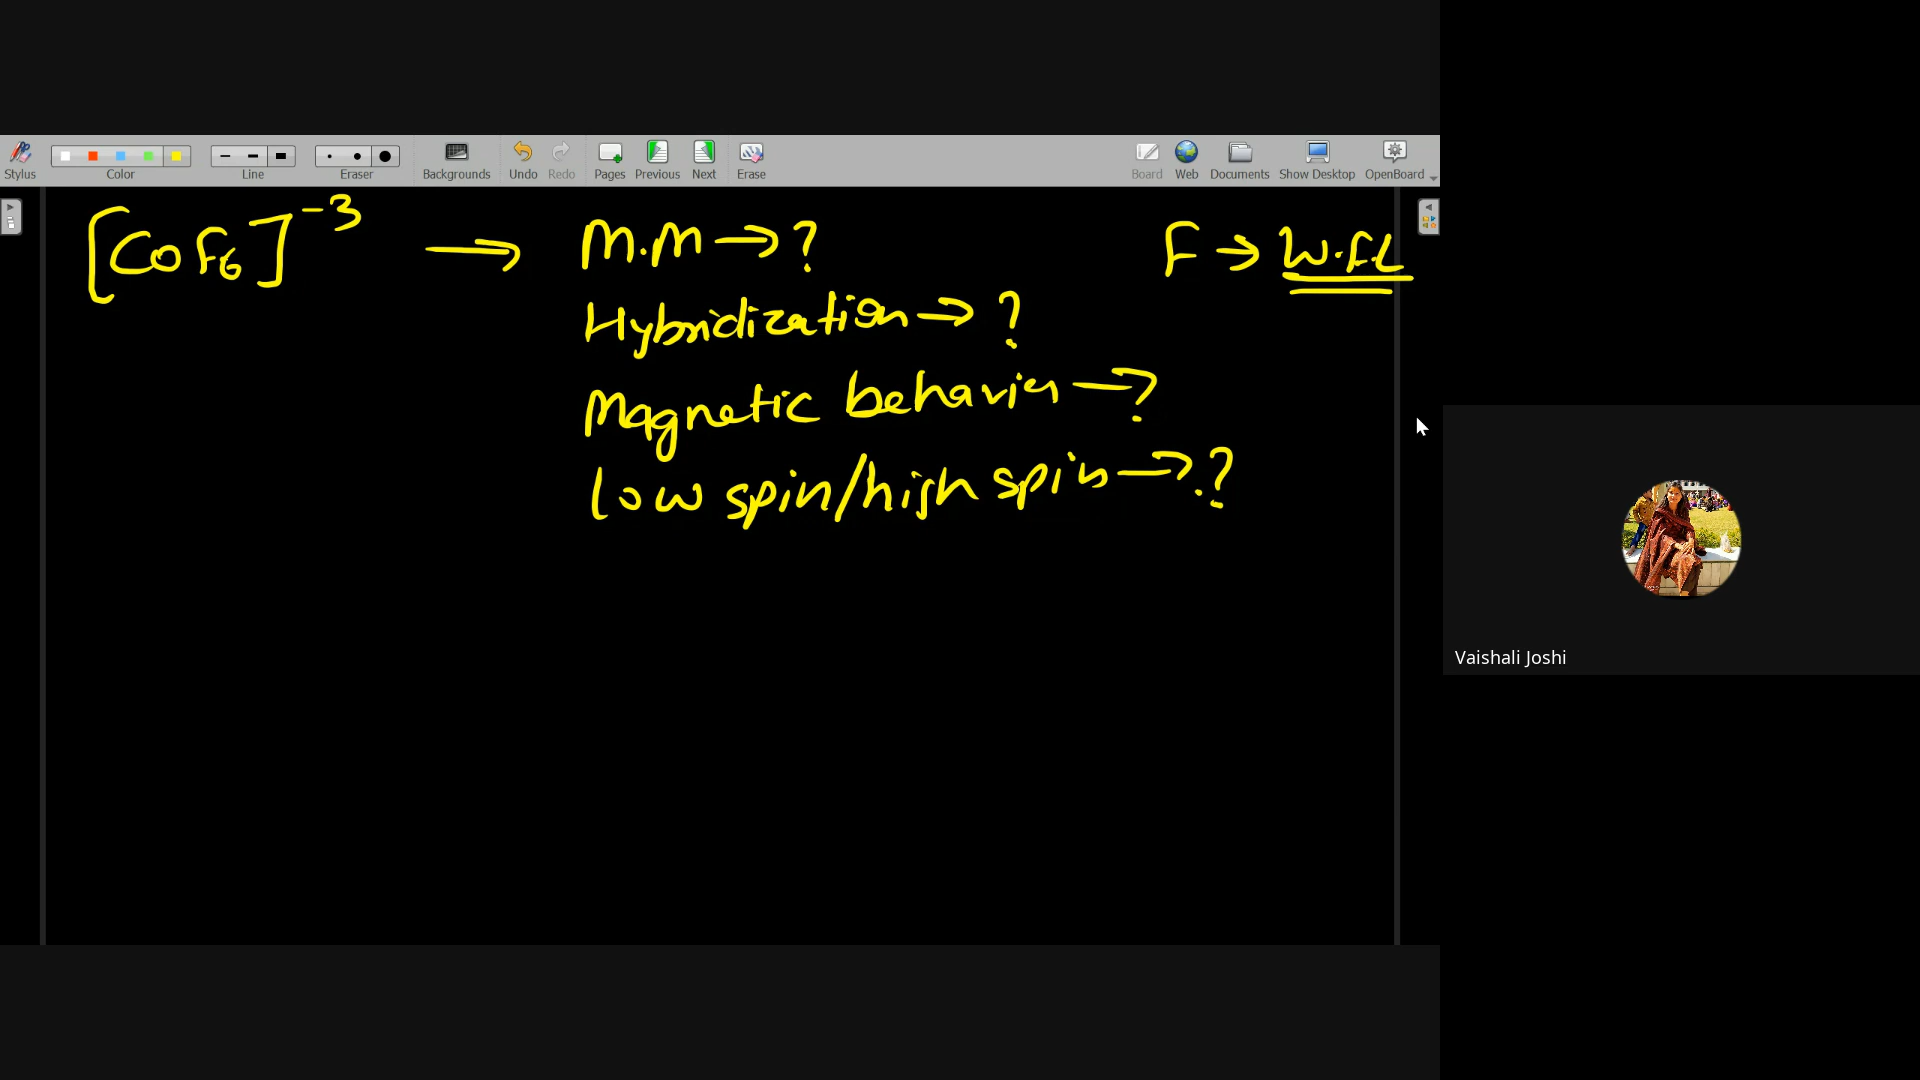 Stylus Color Line Eraser Backgrounds Undo Redo Pages Previous Next Erase Board Web Documents Show Desktop OpenBoard
[CoF6]^-3 → M.M → ?
F → W.F.L
Hybridization → ?
Magnetic behavior → ?
Low spin/high spin → ?
Vaishali Joshi